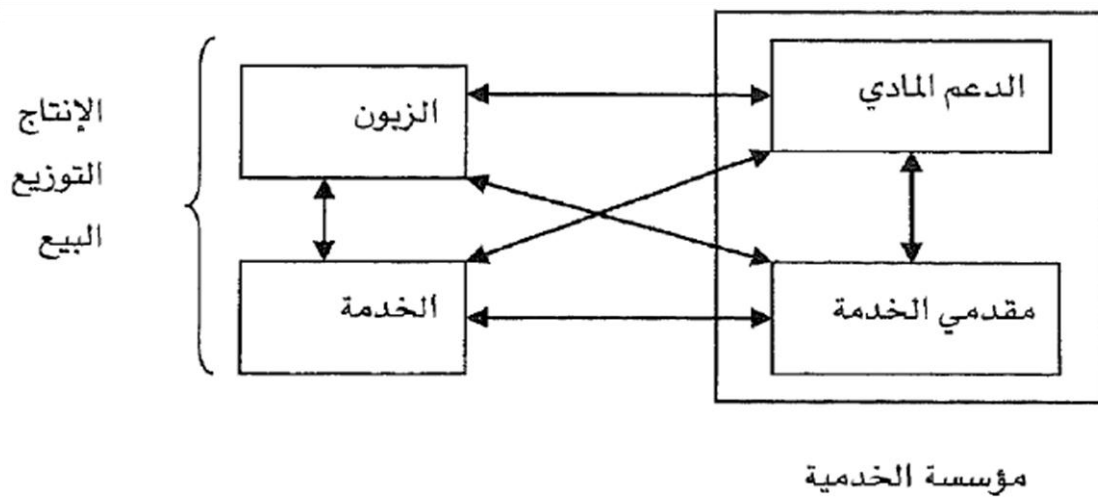 الدعم المادي
الزبون
الإنتاج
التوزيع
البيع
مقدمي الخدمة
الخدمة
مؤسسة الخدمية